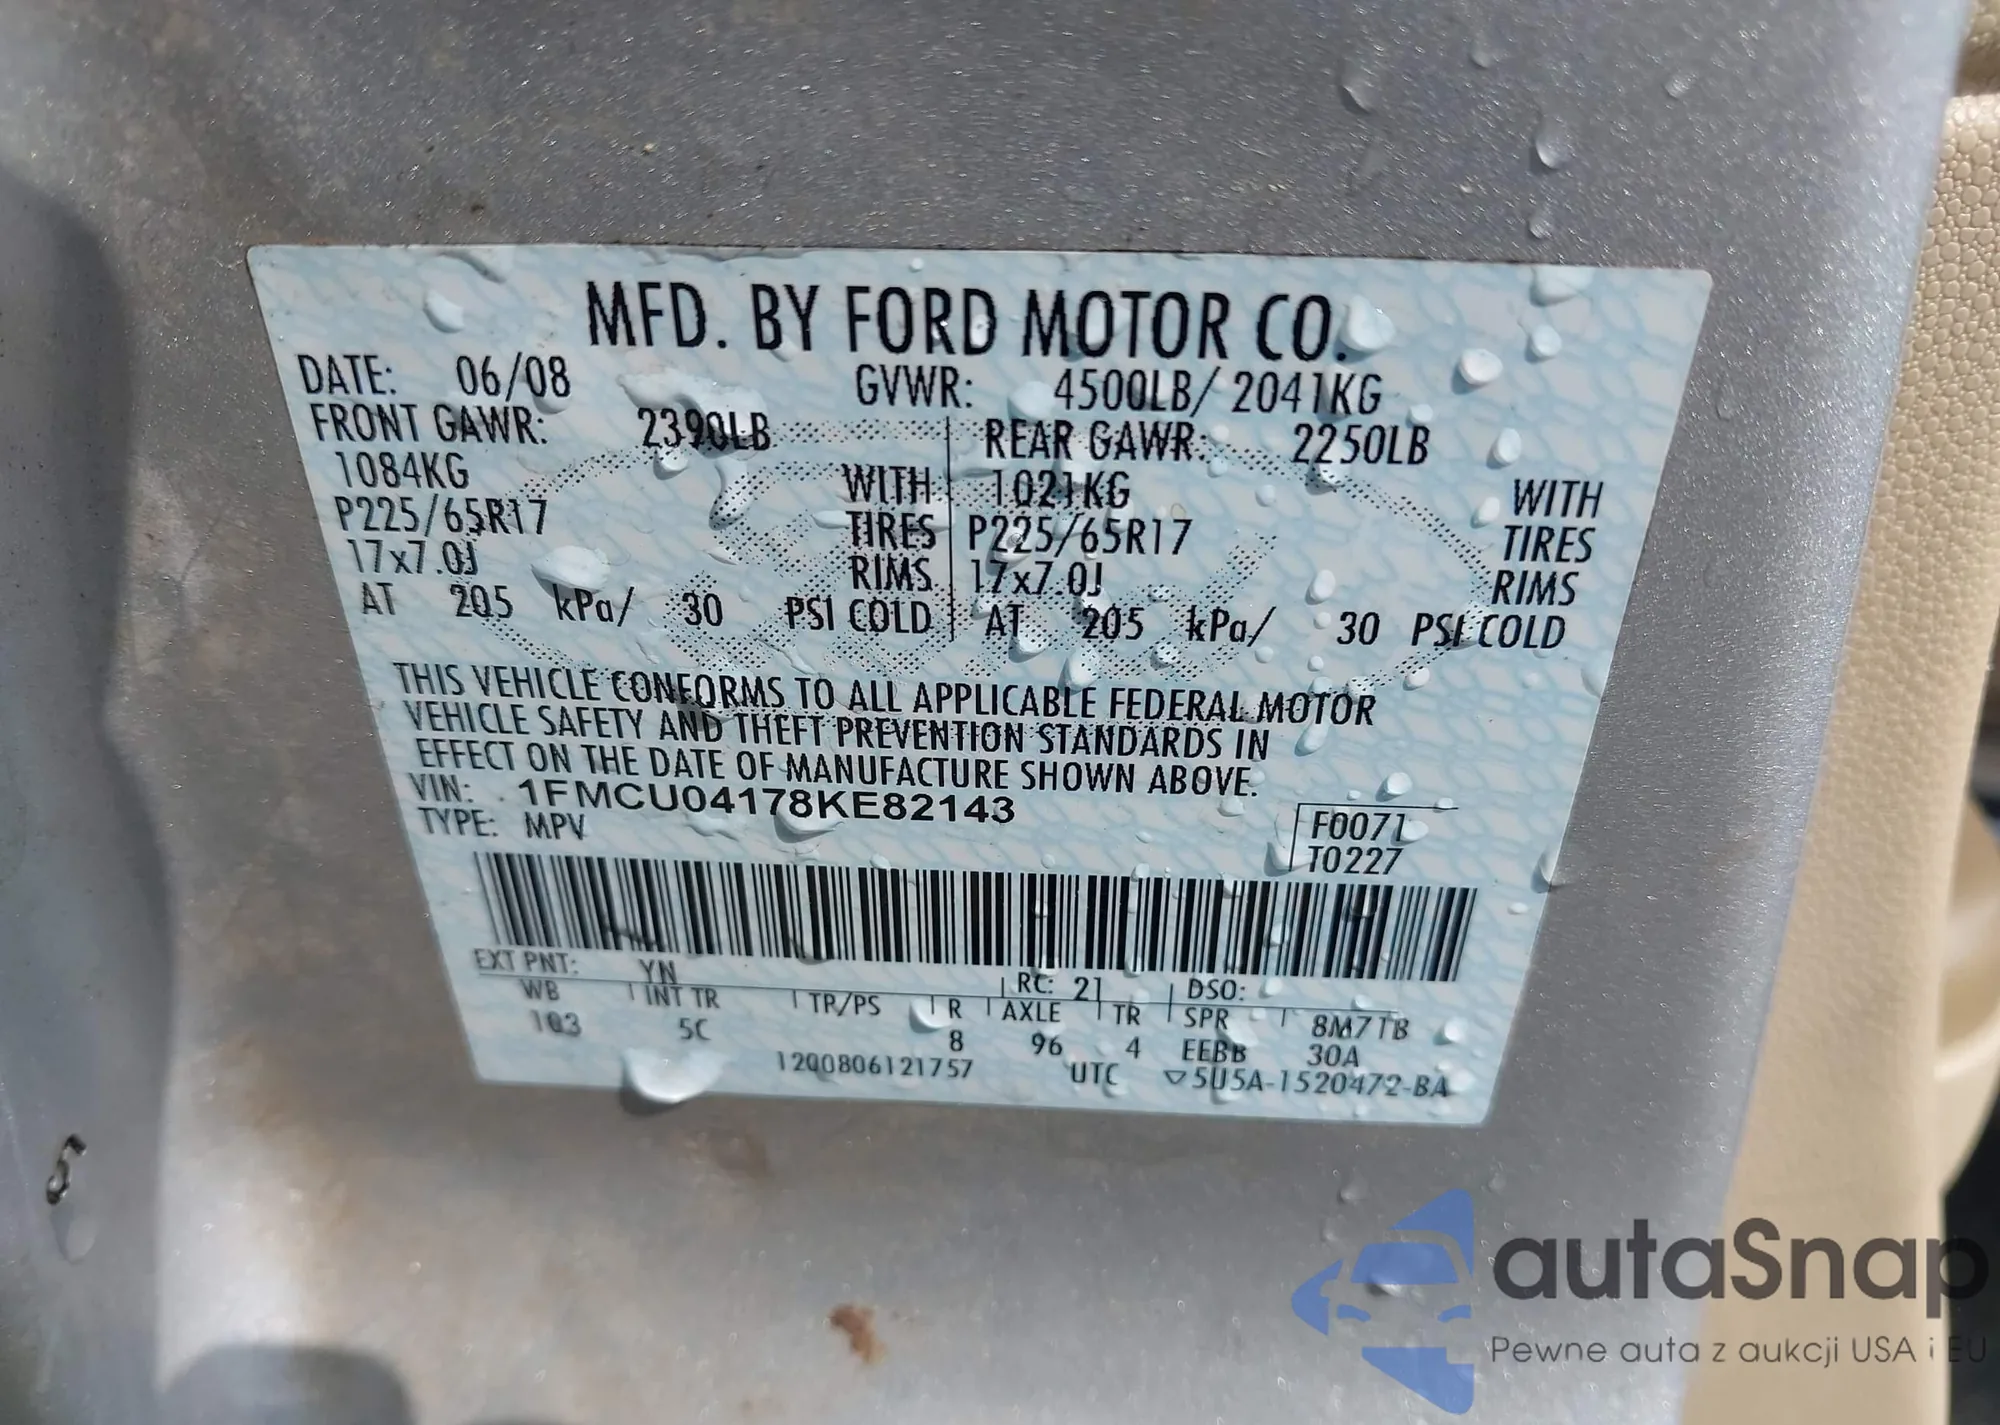 MFD. BY FORD MOTOR CO.
DATE: 06/08 GVWR: 4500LB/ 2041KG
FRONT GAWR: 2390LB REAR GAWR: 2250LB
1084KG WITH 1021KG WITH
P225/65R17 TIRES P225/65R17 TIRES
17x7.0J RIMS 17x7.0J RIMS
AT 205 kPa/ 30 PSI COLD AT 205 kPa/ 30 PSI COLD
THIS VEHICLE CONFORMS TO ALL APPLICABLE FEDERAL MOTOR
VEHICLE SAFETY AND THEFT PREVENTION STANDARDS IN
EFFECT ON THE DATE OF MANUFACTURE SHOWN ABOVE.
VIN: 1FMCU04178KE82143
TYPE: MPV
F0071
T0227
EXT PNT: YN RC: 21 DSO:
WB INT TR TP/PS R AXLE TR SPR 8M7TB
103 5C 8 96 4 EEBB 30A
1200806121757 UTC ▽5U5A-1520472-BA
5
autaSnap
Pewne auta z aukcji USA i EU